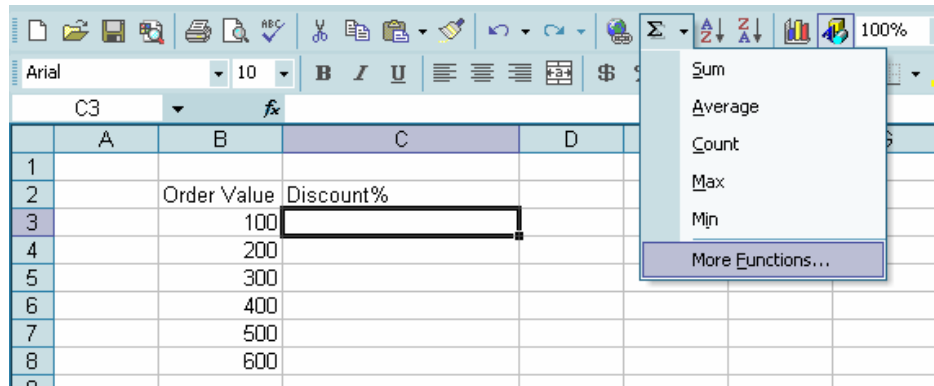 ABC Σ A Z Z A 100%
Arial 10 B I U $
C3 fx
Sum
Average
Count
Max
Min
More Functions...
A B C D
1
2 Order Value Discount%
3 100
4 200
5 300
6 400
7 500
8 600